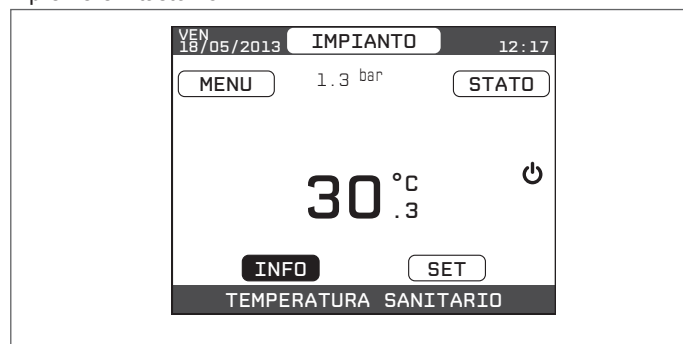 VEN
18/05/2013 IMPIANTO 12:17
MENU 1.3 bar STATO
30.3 °C
INFO SET
TEMPERATURA SANITARIO